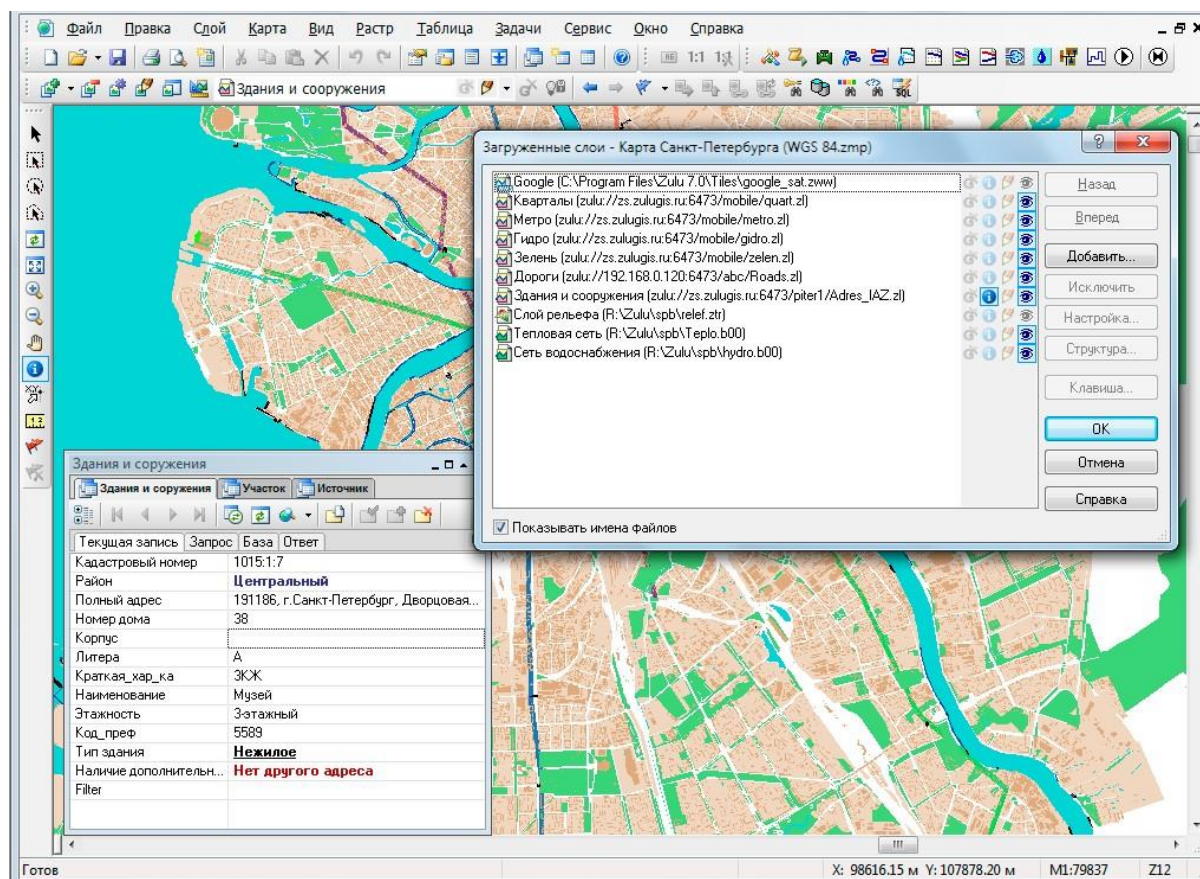 Файл Правка Слой Карта Вид Растр Таблица Задачи Сервис Окно Справка
1:1
Здания и сооружения
SQL
Загруженные слои - Карта Санкт-Петербурга (WGS 84.zmp)
Google (C:\Program Files\Zulu 7.0\Tiles\google_sat.zww)
Назад
Кварталы (zulu://zs.zulugis.ru:6473/mobile/quart.zl)
Метро (zulu://zs.zulugis.ru:6473/mobile/metro.zl)
Вперед
Гидро (zulu://zs.zulugis.ru:6473/mobile/gidro.zl)
Зелень (zulu://zs.zulugis.ru:6473/mobile/zelen.zl)
Добавить...
Дороги (zulu://192.168.0.120:6473/abc/Roads.zl)
Здания и сооружения (zulu://zs.zulugis.ru:6473/piter1/Adres_IAZ.zl)
Исключить
Слой рельефа (R:\Zulu\spb\relef.ztr)
Настройка...
Тепловая сеть (R:\Zulu\spb\Teplo.b00)
Сеть водоснабжения (R:\Zulu\spb\hydro.b00)
Структура...
Клавиша...
OK
Отмена
Справка
Показывать имена файлов
Здания и соружения
Здания и соружения Участок Источник
Текущая запись Запрос База Ответ
Кадастровый номер 1015:1:7
Район Центральный
Полный адрес 191186, г.Санкт-Петербург, Дворцовая...
Номер дома 38
Корпус
Литера А
Краткая_хар_ка 3КЖ
Наименование Музей
Этажность 3-этажный
Код_преф 5589
Тип здания Нежилое
Наличие дополнительн... Нет другого адреса
Filter
Готов X: 98616.15 м Y: 107878.20 м М1:79837 Z12